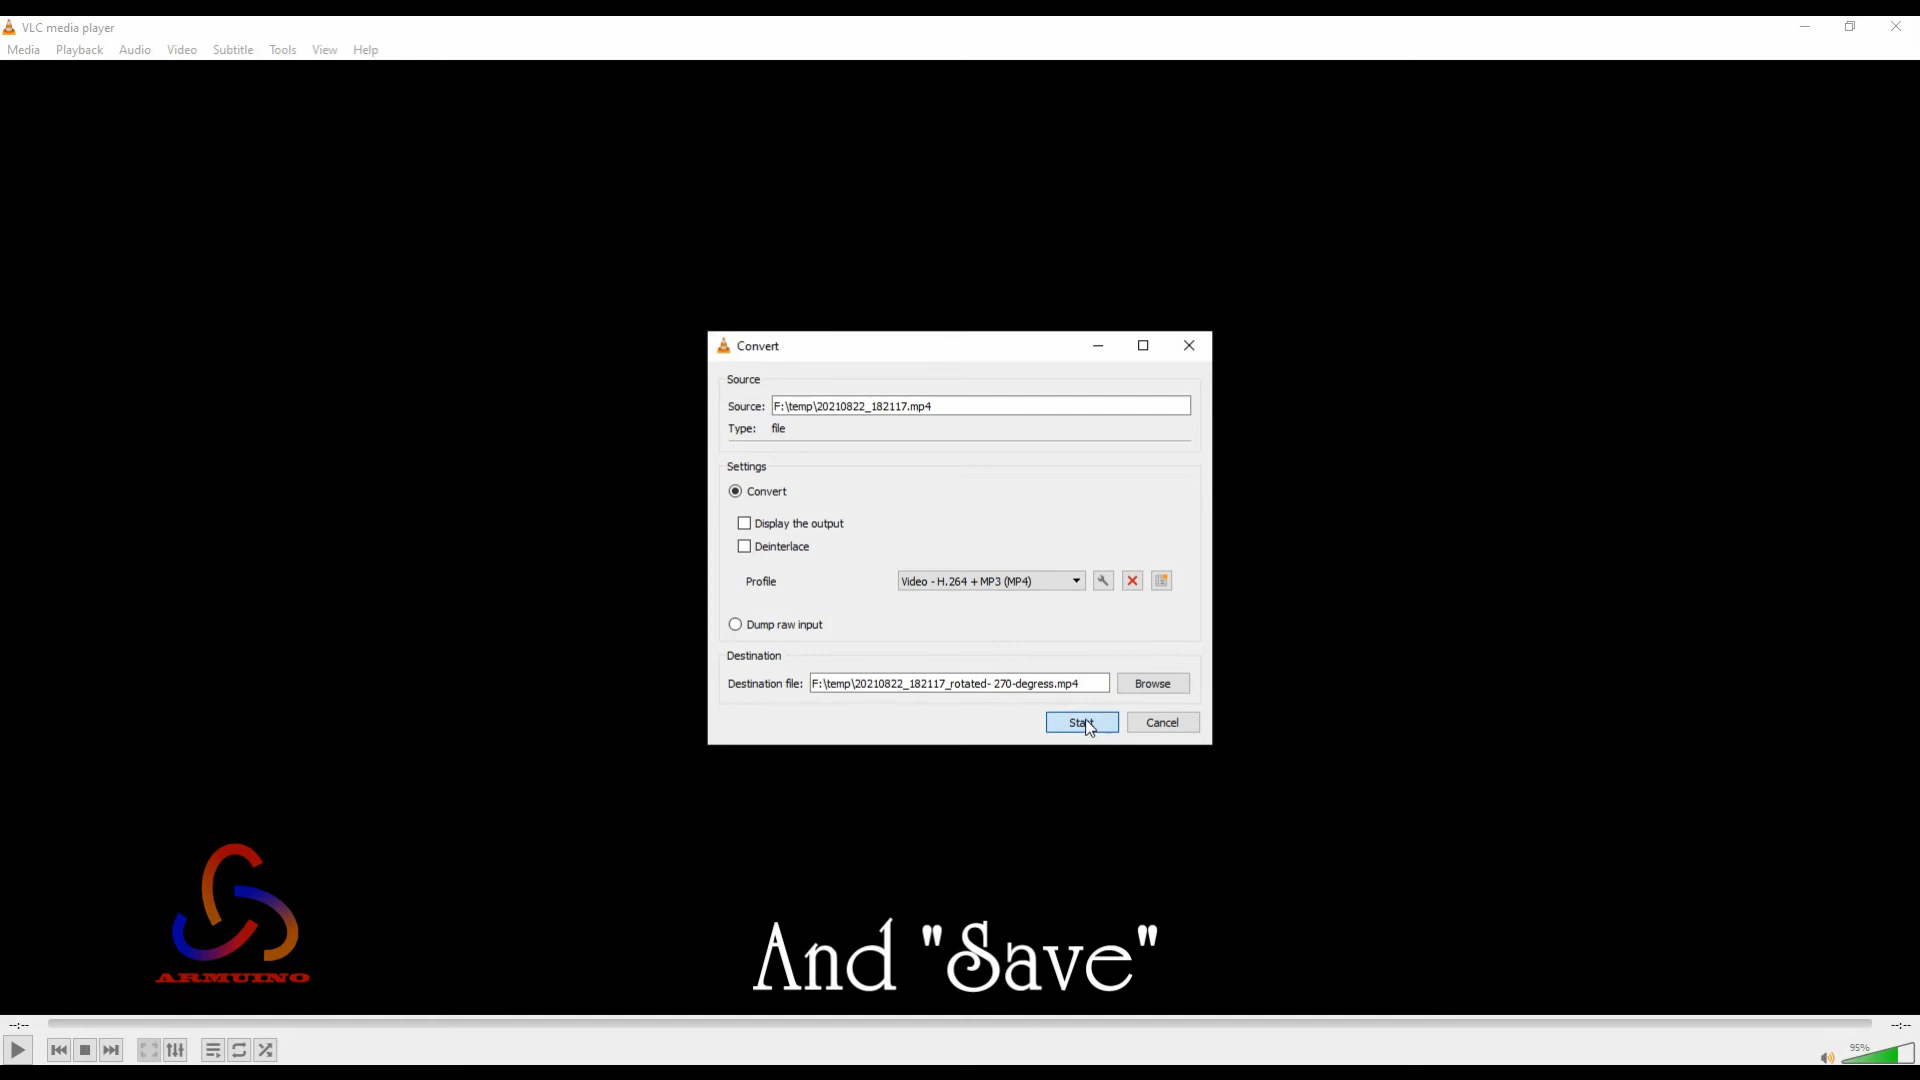 VLC media player
Media Playback Audio Video Subtitle Tools View Help
Convert
Source
Source: F:\temp\20210822_182117.mp4
Type: file
Settings
Convert
Display the output
Deinterlace
Profile Video - H.264 + MP3 (MP4)
Dump raw input
Destination
Destination file: F:\temp\20210822_182117_rotated- 270-degress.mp4 Browse
Start Cancel
ARMUINO
And "Save"
--:-- --:--
95%